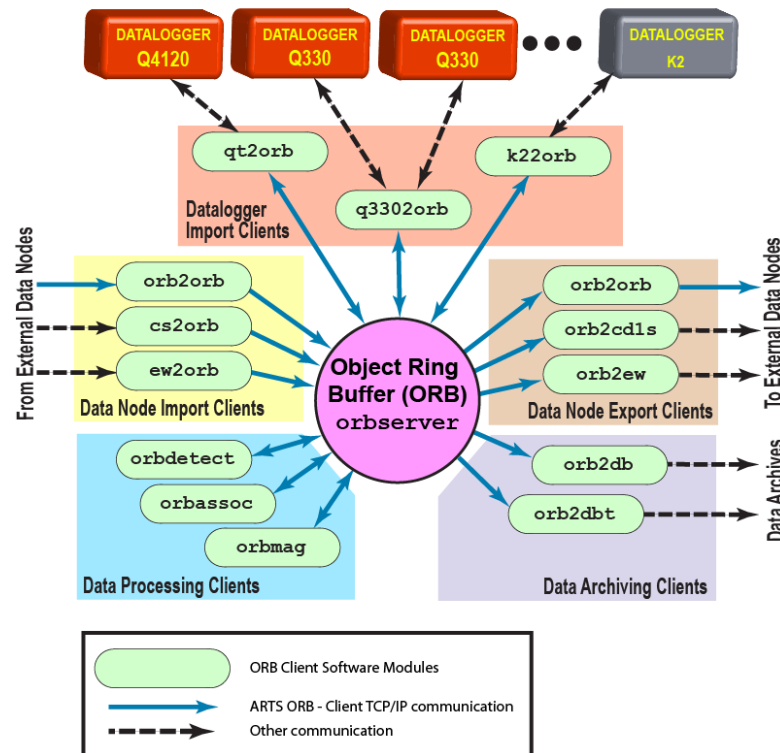 DATALOGGER
Q4120
DATALOGGER
Q330
DATALOGGER
Q330
DATALOGGER
K2
qt2orb
k22orb
q3302orb
Datalogger
Import Clients
From External Data Nodes
orb2orb
cs2orb
ew2orb
Data Node Import Clients
Object Ring
Buffer (ORB)
orbserver
orb2orb
orb2cd1s
orb2ew
Data Node Export Clients
To External Data Nodes
orbdetect
orbassoc
orbmag
Data Processing Clients
orb2db
orb2dbt
Data Archiving Clients
Data Archives
ORB Client Software Modules
ARTS ORB - Client TCP/IP communication
Other communication